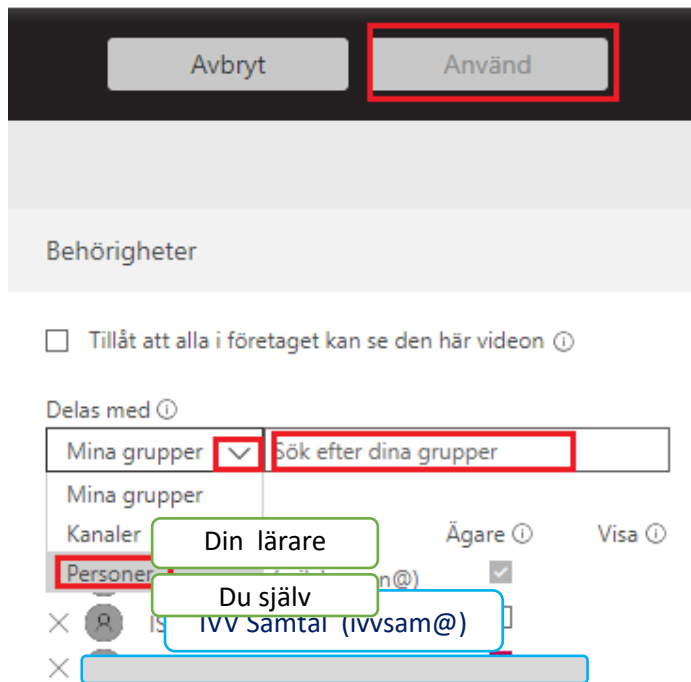 Avbryt Använd
Behörigheter
Tillåt att alla i företaget kan se den här videon
Delas med
Mina grupper Sök efter dina grupper
Mina grupper
Kanaler Din lärare Ägare Visa
Personer n@)
Du själv
IS IVV Samtal (ivvsam@)